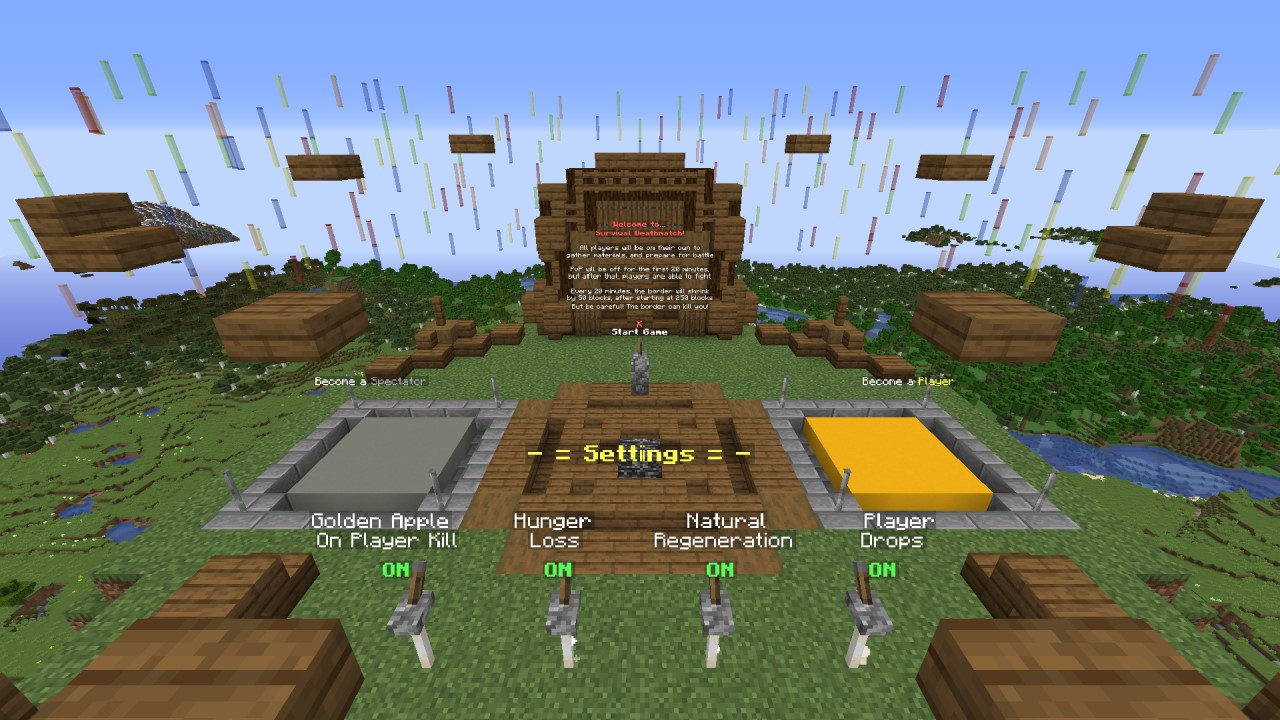 Welcome to
Survival Deathmatch!
All players will be on their own to
gather materials, and prepare for battle
PvP will be off for the first 20 minutes,
but after that, players are able to fight
Every 20 minutes, the border will shrink
by 50 blocks, after starting at 250 blocks
But be careful! The border can kill you!
X
Start Game
Become a Spectator
Become a Player
- = Settings = -
Golden Apple
On Player Kill
ON
Hunger
Loss
ON
Natural
Regeneration
ON
Player
Drops
ON